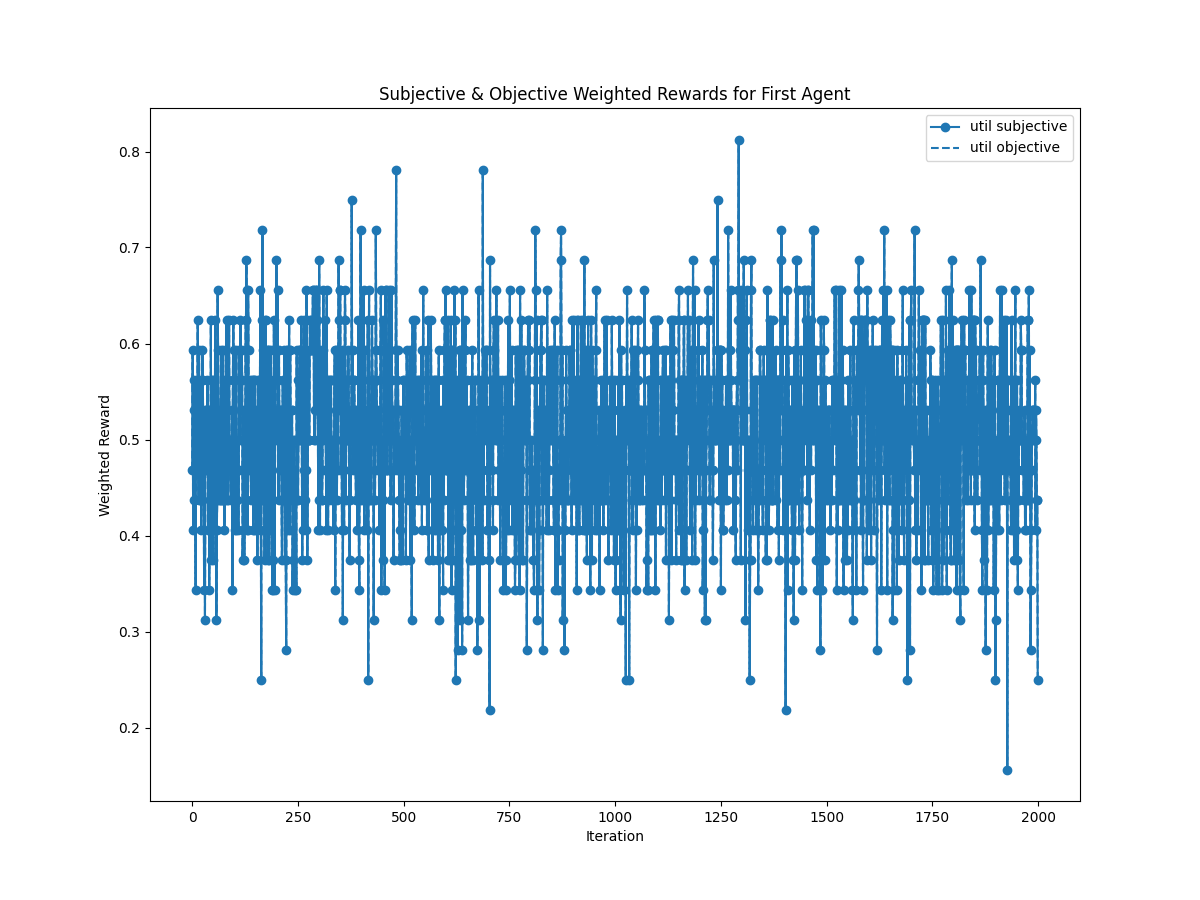 Subjective & Objective Weighted Rewards for First Agent
util subjective
util objective
0.8
0.7
0.6
0.5
0.4
0.3
0.2
Weighted Reward
0 250 500 750 1000 1250 1500 1750 2000
Iteration